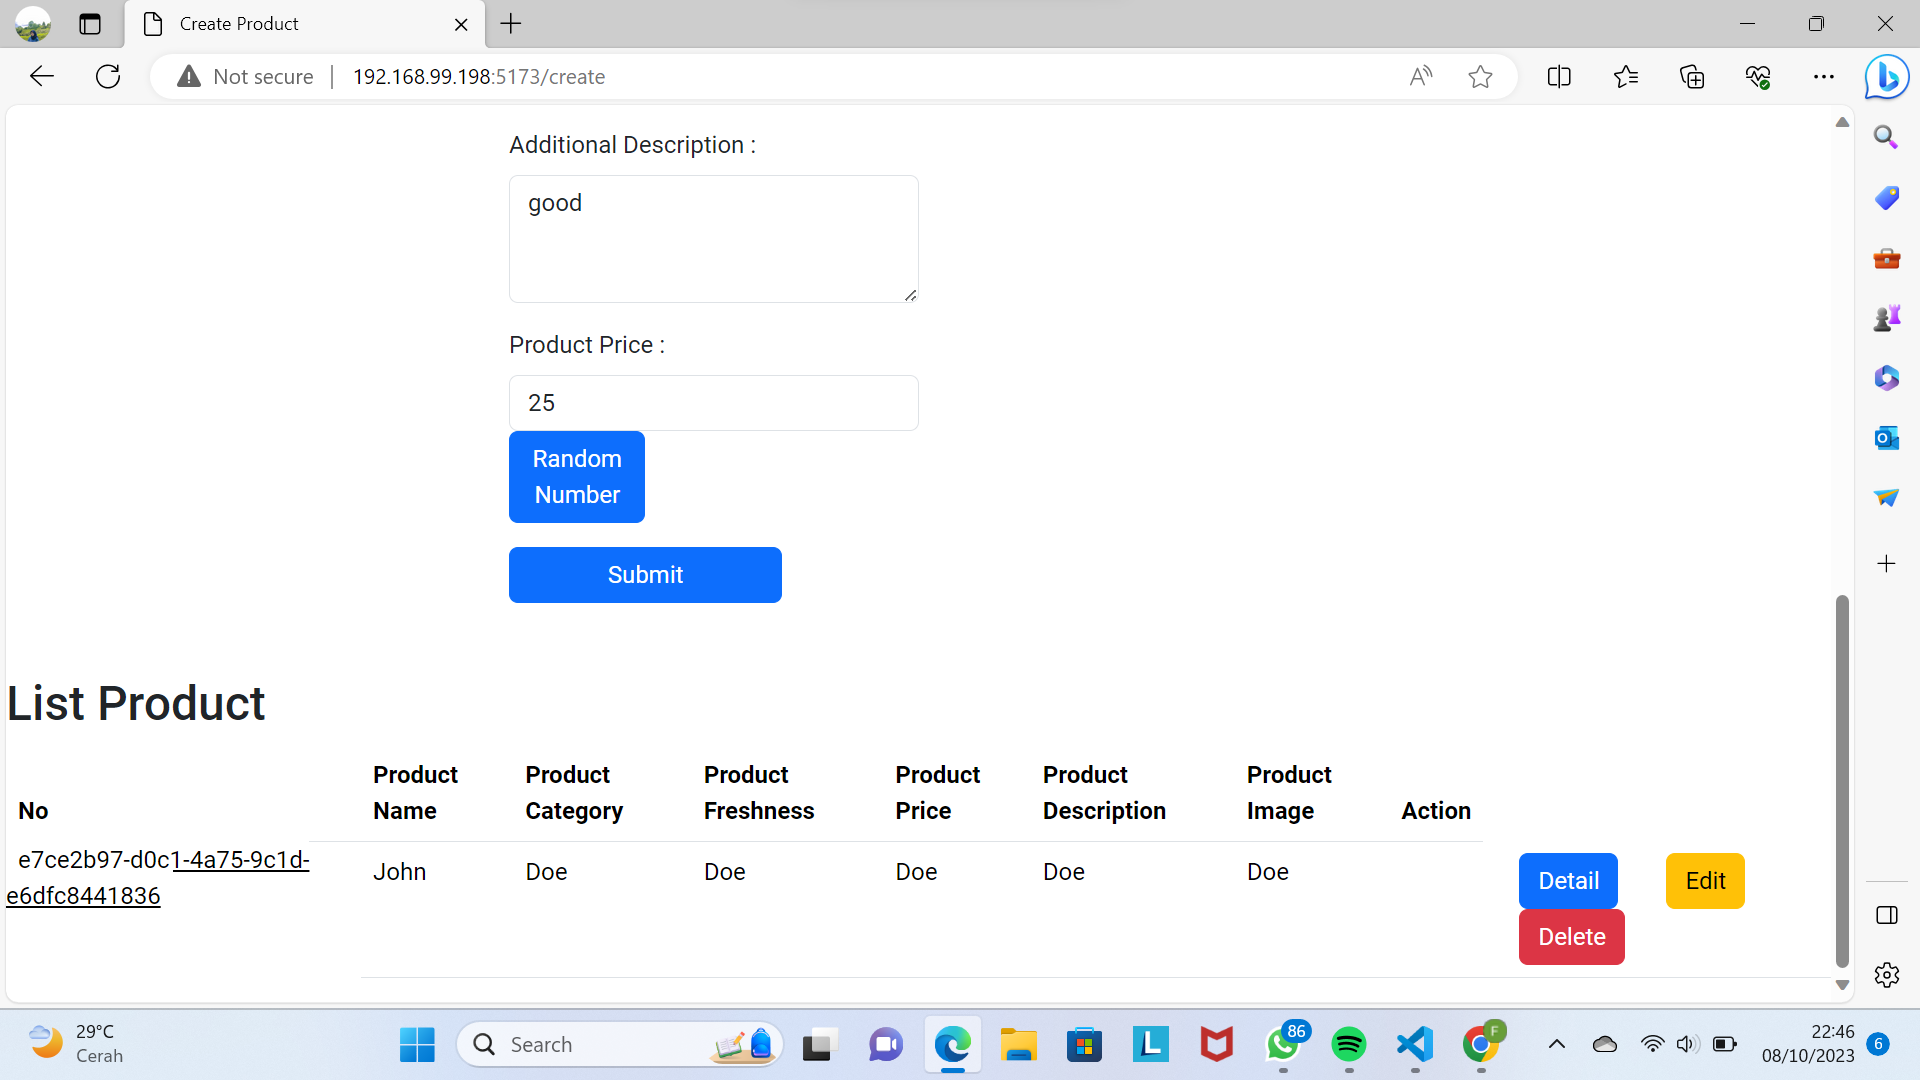 Create Product
Not secure
192.168.99.198:5173/create
Additional Description :
good
Product Price :
25
Random
Number
Submit
List Product
No
Product
Name
Product
Category
Product
Freshness
Product
Price
Product
Description
Product
Image
Action
e7ce2b97-d0c1-4a75-9c1d-
e6dfc8441836
John
Doe
Doe
Doe
Doe
Doe
Detail
Edit
Delete
29°C
Cerah
Search
L
86
F
22:46
08/10/2023
6